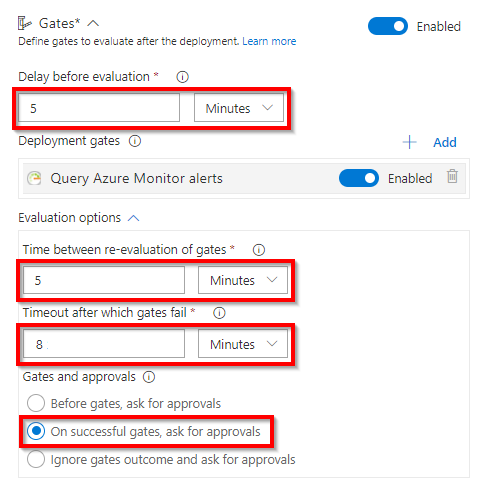 Gates*
Enabled
Define gates to evaluate after the deployment. Learn more
Delay before evaluation *
5 Minutes
Deployment gates
Add
Query Azure Monitor alerts Enabled
Evaluation options
Time between re-evaluation of gates *
5 Minutes
Timeout after which gates fail *
8 Minutes
Gates and approvals
Before gates, ask for approvals
On successful gates, ask for approvals
Ignore gates outcome and ask for approvals